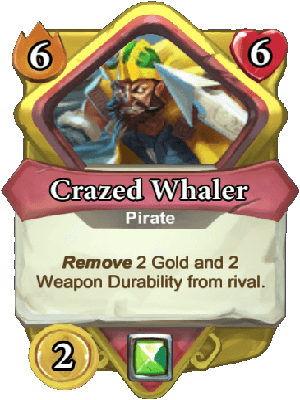 6 6
Crazed Whaler
Pirate
Remove 2 Gold and 2
Weapon Durability from rival.
2